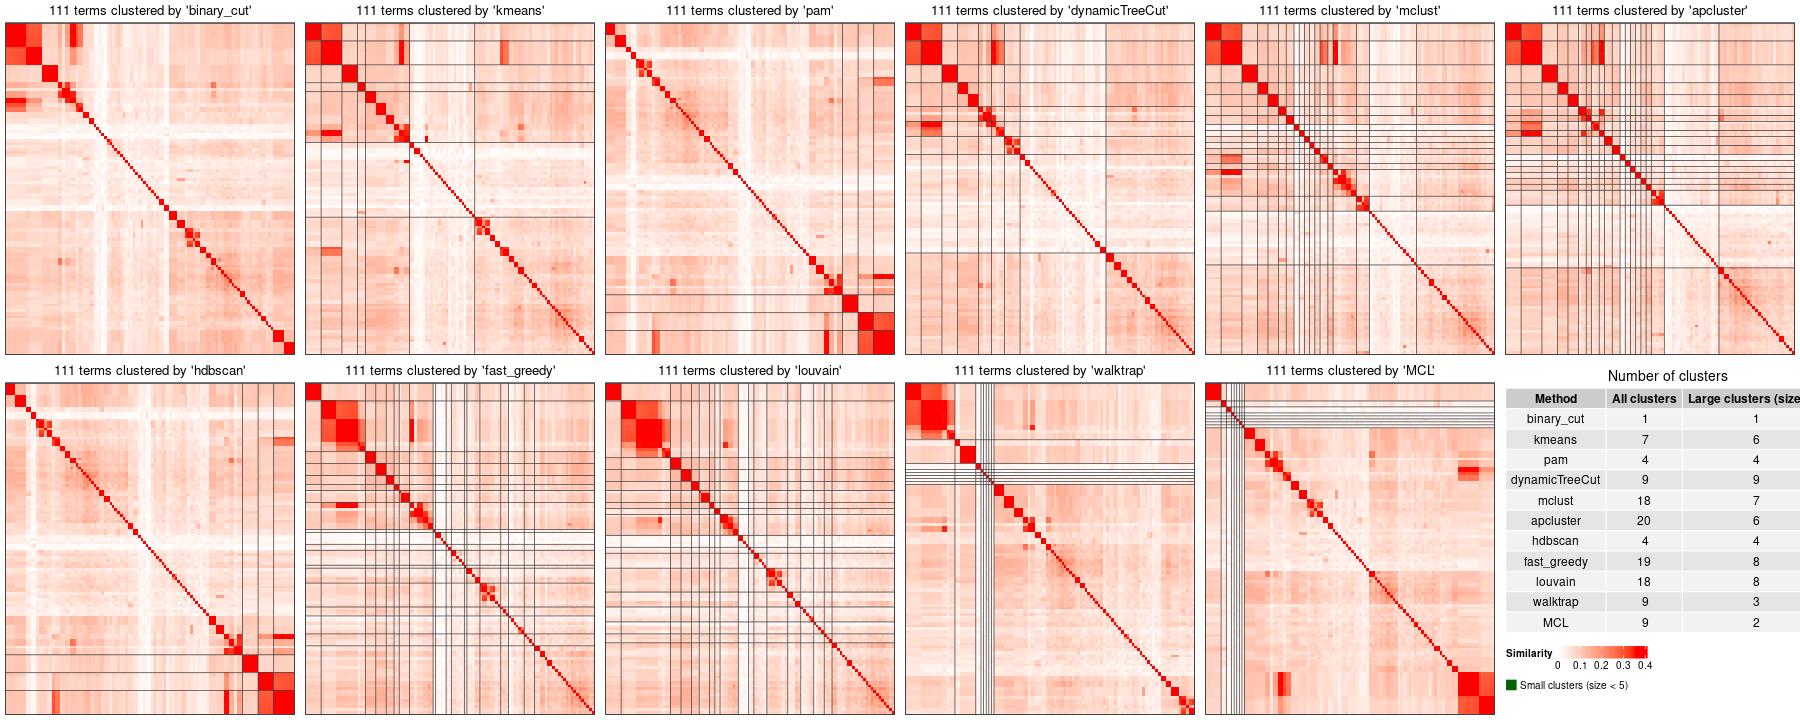 111 terms clustered by 'binary_cut'
111 terms clustered by 'kmeans'
111 terms clustered by 'pam'
111 terms clustered by 'dynamicTreeCut'
111 terms clustered by 'mclust'
111 terms clustered by 'apcluster'
111 terms clustered by 'hdbscan'
111 terms clustered by 'fast_greedy'
111 terms clustered by 'louvain'
111 terms clustered by 'walktrap'
111 terms clustered by 'MCL'
Number of clusters
Method All clusters Large clusters (size
binary_cut 1 1
kmeans 7 6
pam 4 4
dynamicTreeCut 9 9
mclust 18 7
apcluster 20 6
hdbscan 4 4
fast_greedy 19 8
louvain 18 8
walktrap 9 3
MCL 9 2
Similarity
0 0.1 0.2 0.3 0.4
Small clusters (size < 5)